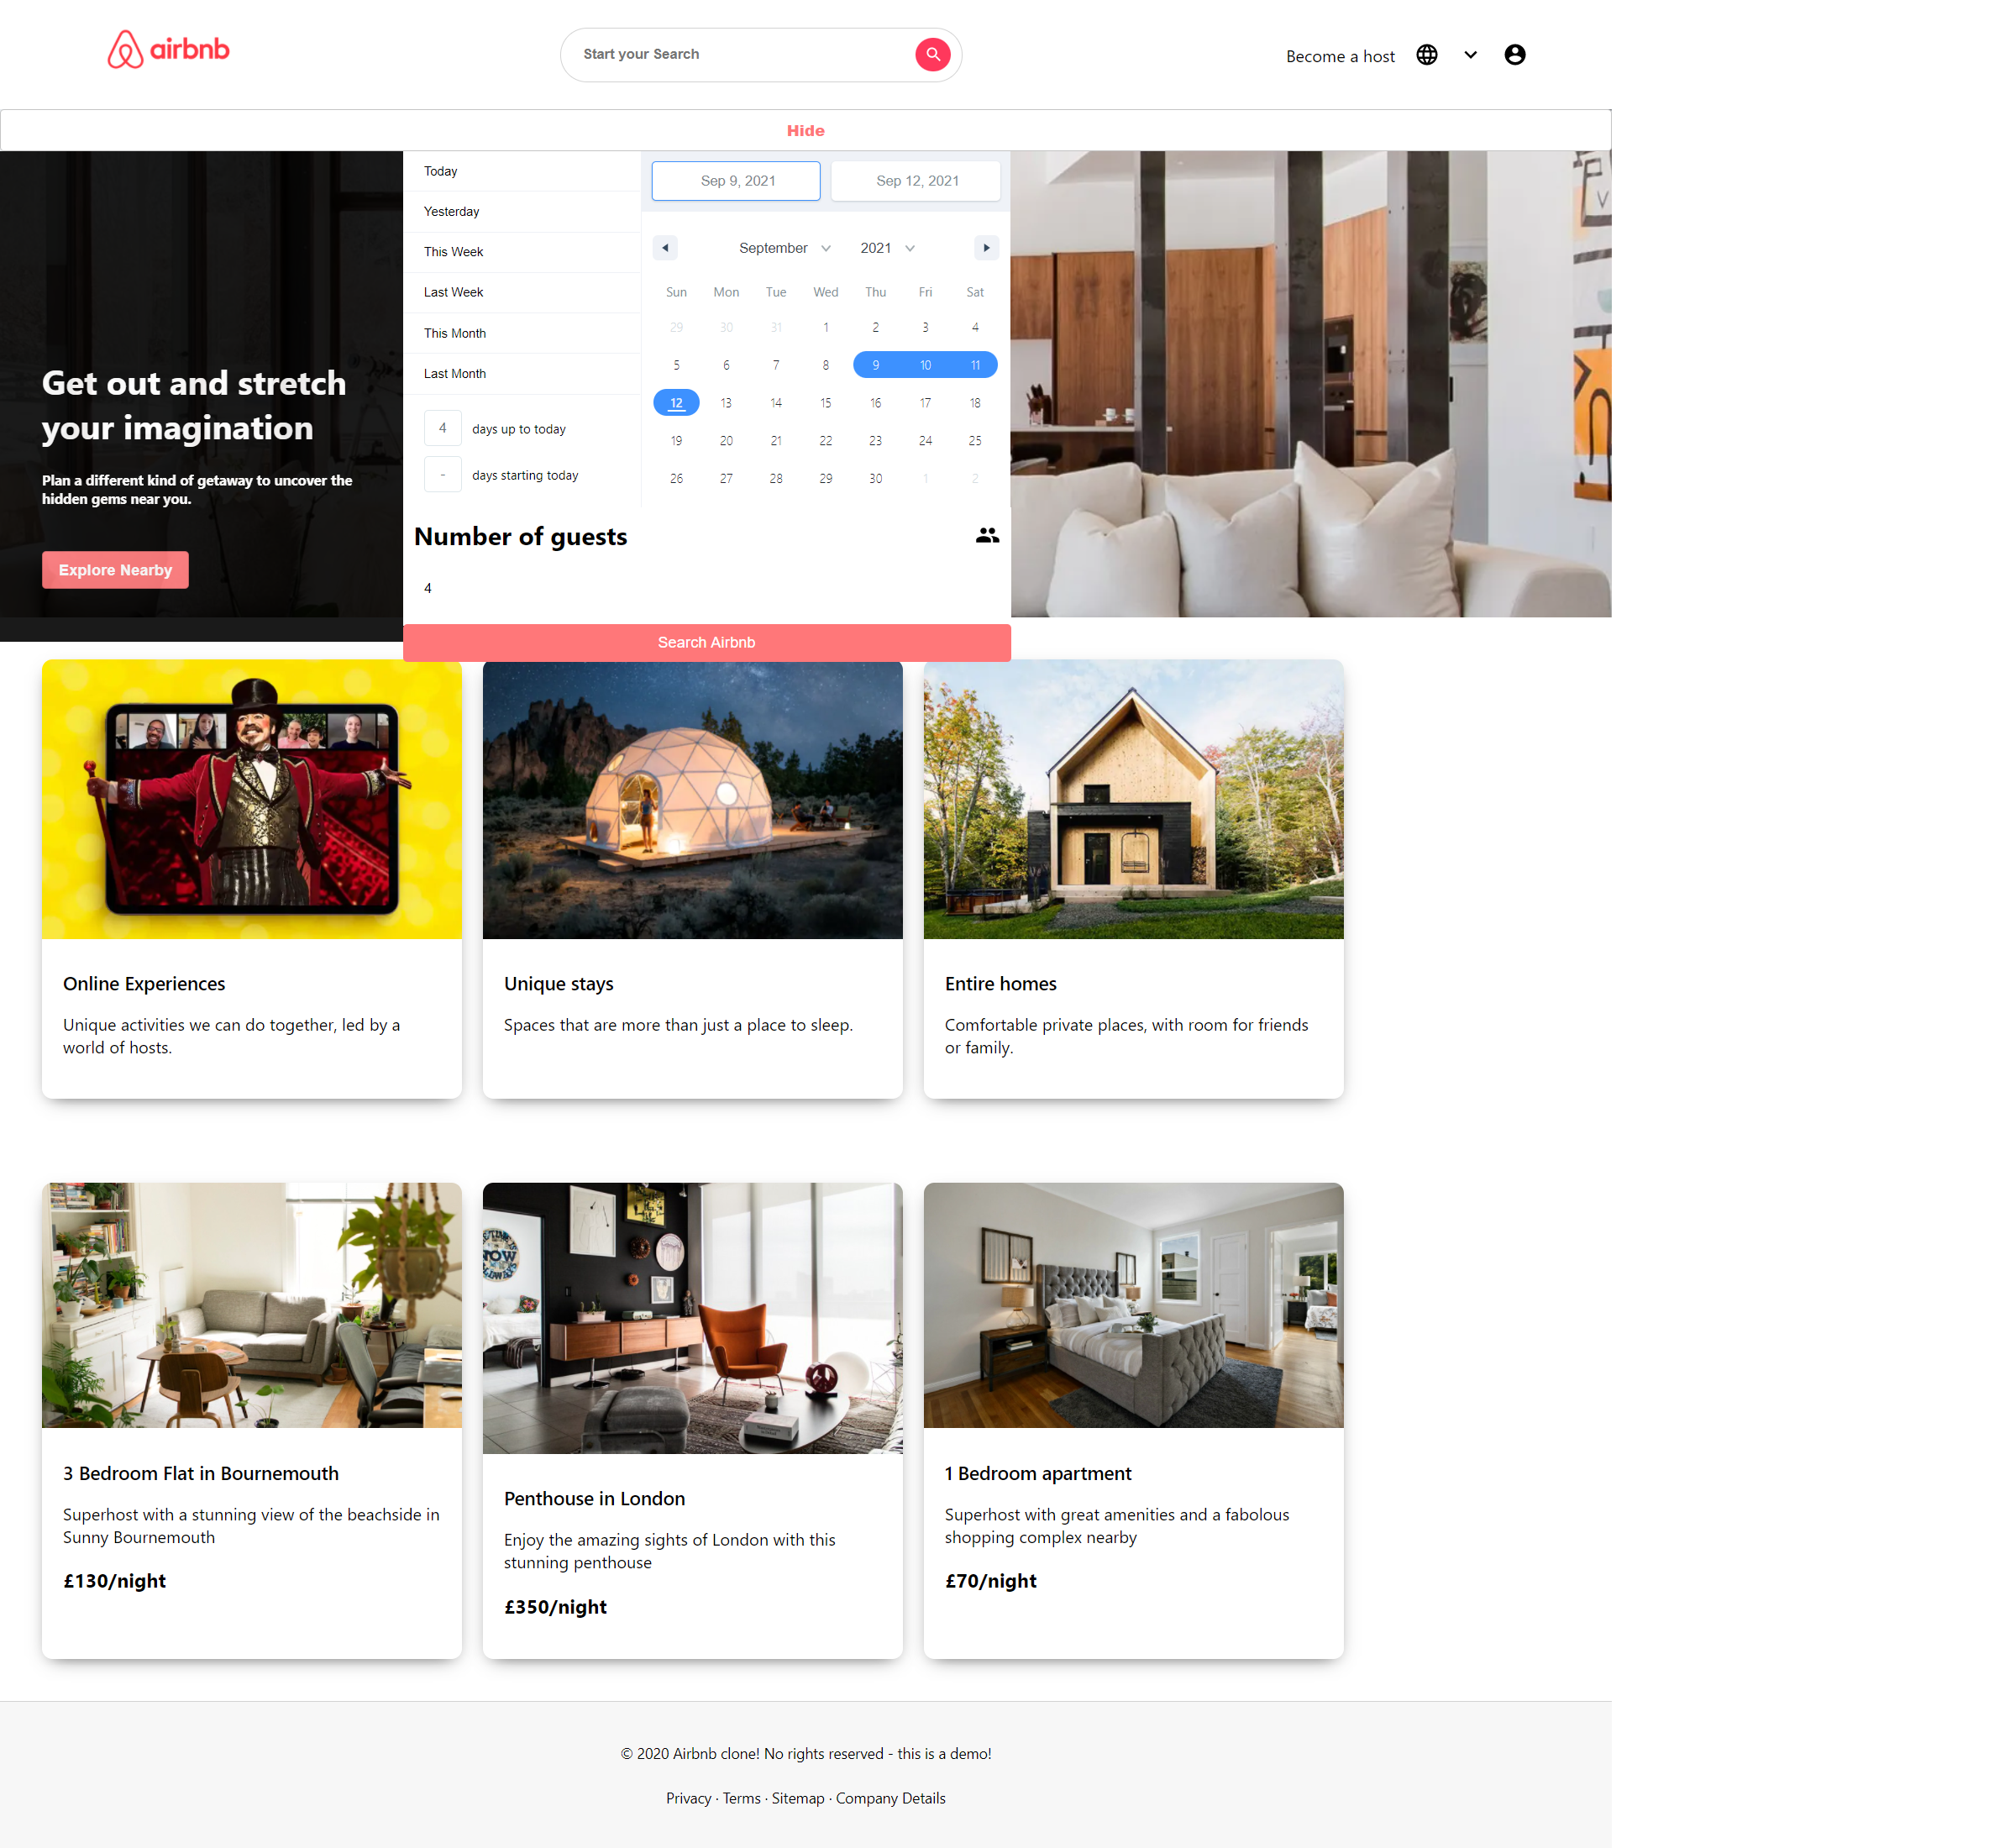 airbnb
Start your Search
Become a host
Hide
Get out and stretch
your imagination
Plan a different kind of getaway to uncover the
hidden gems near you.
Explore Nearby
Today
Yesterday
This Week
Last Week
This Month
Last Month
4 days up to today
- days starting today
Sep 9, 2021 Sep 12, 2021
September 2021
Sun Mon Tue Wed Thu Fri Sat
29 30 31 1 2 3 4
5 6 7 8 9 10 11
12 13 14 15 16 17 18
19 20 21 22 23 24 25
26 27 28 29 30 1 2
Number of guests
4
Search Airbnb
Online Experiences
Unique activities we can do together, led by a
world of hosts.
Unique stays
Spaces that are more than just a place to sleep.
Entire homes
Comfortable private places, with room for friends
or family.
3 Bedroom Flat in Bournemouth
Superhost with a stunning view of the beachside in
Sunny Bournemouth
£130/night
NOW
Penthouse in London
Enjoy the amazing sights of London with this
stunning penthouse
£350/night
1 Bedroom apartment
Superhost with great amenities and a fabolous
shopping complex nearby
£70/night
© 2020 Airbnb clone! No rights reserved - this is a demo!
Privacy · Terms · Sitemap · Company Details